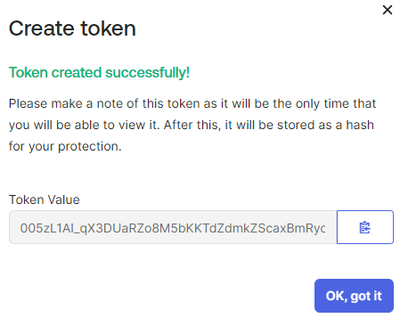 Create token
Token created successfully!
Please make a note of this token as it will be the only time that
you will be able to view it. After this, it will be stored as a hash
for your protection.
Token Value
005zL1AI_qX3DUaRZo8M5bKKTdZdmkZScaxBmRyc
OK, got it